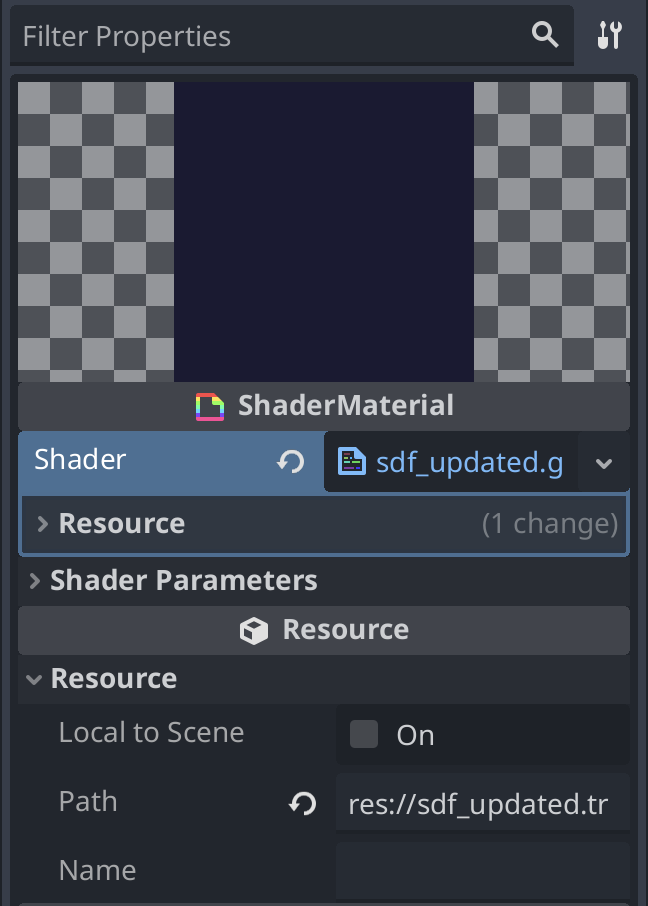 Filter Properties
ShaderMaterial
Shader sdf_updated.g
Resource (1 change)
Shader Parameters
Resource
Resource
Local to Scene On
Path res://sdf_updated.tr
Name